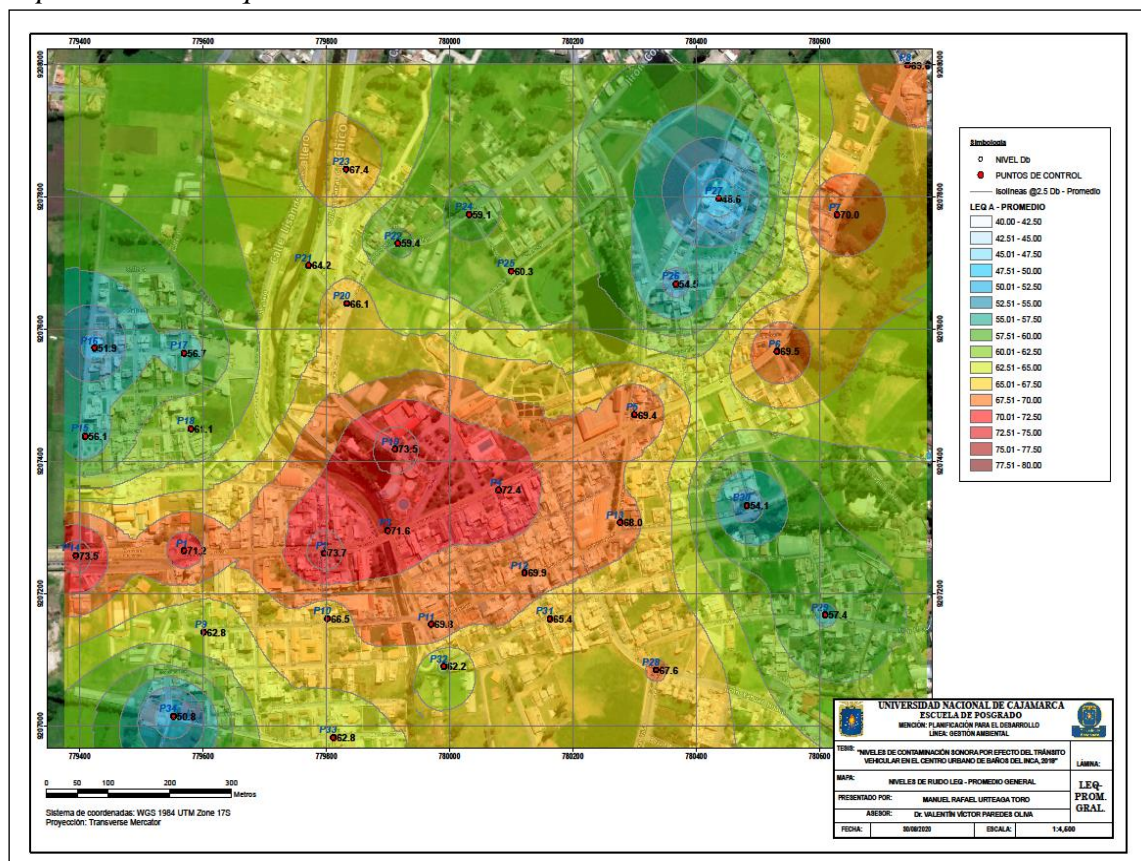 779400 779600 779800 780000 780200 780400 780600
9208000
9207800
9207600
9207400
9207200
9207000
P8
P23
67.4
P27
48.6
P7
70.0
P24
59.1
P22
59.4
P25
60.3
P21
64.2
P26
P20
66.1
P16
51.9
P17
56.7
P6
69.5
P5
69.4
P18
61.1
P15
56.1
73.5
P4
72.4
P30
54.1
71.6
P13
68.0
P14
73.5
P1
71.2
73.7
P12
69.9
P10
66.5
P11
P31
65.4
P29
57.4
P9
62.8
62.2
P28
67.6
P34
50.8
P33
62.8
Simbología
NIVEL Db
PUNTOS DE CONTROL
Isolíneas @2.5 Db - Promedio
LEQ A - PROMEDIO
40.00 - 42.50
42.51 - 45.00
45.01 - 47.50
47.51 - 50.00
50.01 - 52.50
52.51 - 55.00
55.01 - 57.50
57.51 - 60.00
60.01 - 62.50
62.51 - 65.00
65.01 - 67.50
67.51 - 70.00
70.01 - 72.50
72.51 - 75.00
75.01 - 77.50
77.51 - 80.00
0 50 100 200 300
Metros
Sistema de coordenadas: WGS 1984 UTM Zone 17S
Proyección: Transverse Mercator
UNIVERSIDAD NACIONAL DE CAJAMARCA
ESCUELA DE POSGRADO
MENCIÓN: PLANIFICACIÓN PARA EL DESARROLLO
LÍNEA: GESTIÓN AMBIENTAL
TESIS: "NIVELES DE CONTAMINACIÓN SONORA POR EFECTO DEL TRÁNSITO
VEHICULAR EN EL CENTRO URBANO DE BAÑOS DEL INCA, 2019"
LÁMINA:
MAPA: NIVELES DE RUIDO LEQ - PROMEDIO GENERAL
LEQ-
PROM.
GRAL.
PRESENTADO POR: MANUEL RAFAEL URTEAGA TORO
ASESOR: Dr. VALENTÍN VÍCTOR PAREDES OLIVA
FECHA: 30/08/2020 ESCALA: 1:4,500